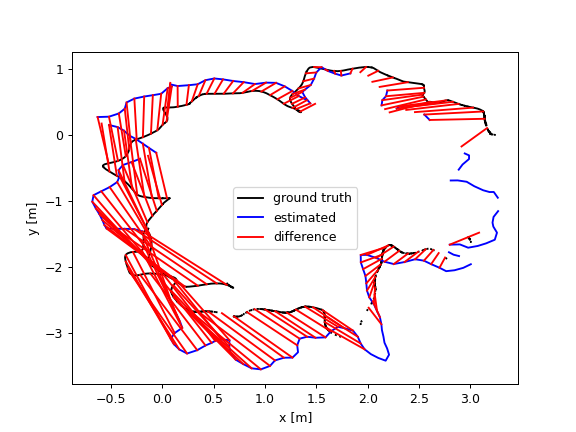 1
0
−1
−2
−3
y [m]
ground truth
estimated
difference
−0.5 0.0 0.5 1.0 1.5 2.0 2.5 3.0
x [m]